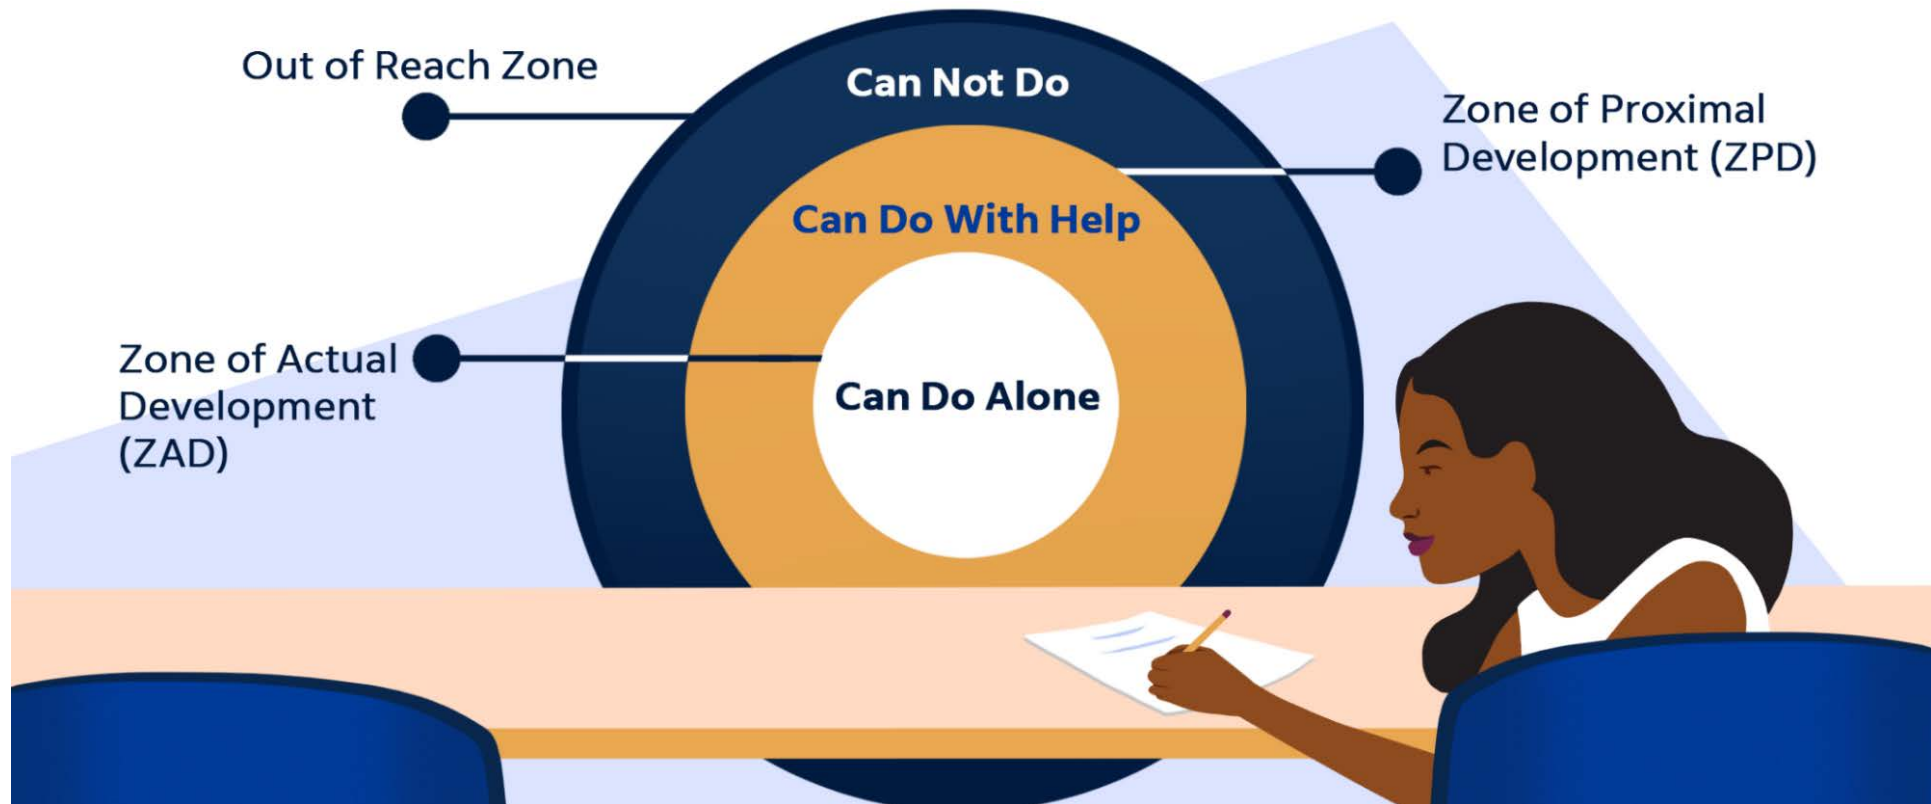 Out of Reach Zone
Can Not Do
Zone of Proximal
Development (ZPD)
Can Do With Help
Zone of Actual
Development
(ZAD)
Can Do Alone